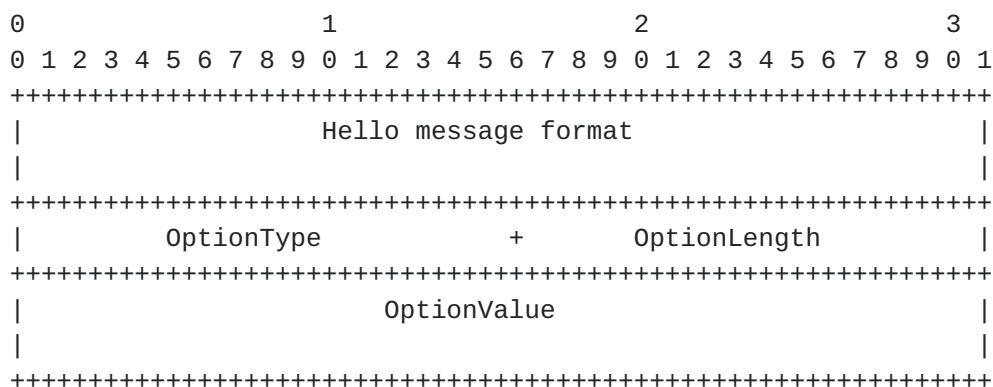 0                   1                   2                   3
0 1 2 3 4 5 6 7 8 9 0 1 2 3 4 5 6 7 8 9 0 1 2 3 4 5 6 7 8 9 0 1
+++++++++++++++++++++++++++++++++++++++++++++++++++++++++++++++
|                   Hello message format                      |
|                                                             |
+++++++++++++++++++++++++++++++++++++++++++++++++++++++++++++++
|         OptionType            +       OptionLength          |
+++++++++++++++++++++++++++++++++++++++++++++++++++++++++++++++
|                       OptionValue                           |
|                                                             |
+++++++++++++++++++++++++++++++++++++++++++++++++++++++++++++++